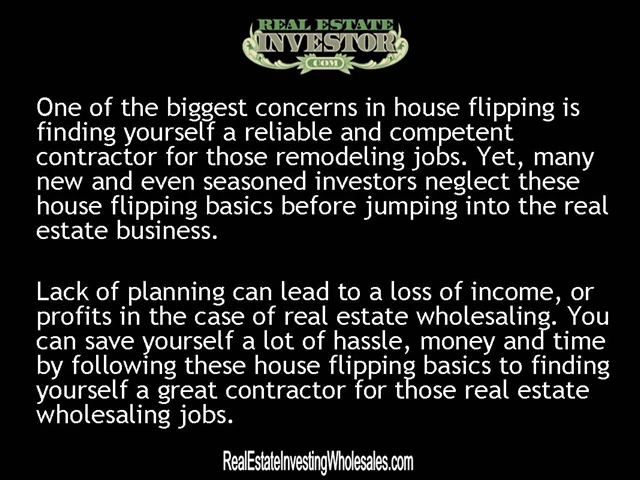 REAL ESTATE
INVESTOR
COM
One of the biggest concerns in house flipping is
finding yourself a reliable and competent
contractor for those remodeling jobs. Yet, many
new and even seasoned investors neglect these
house flipping basics before jumping into the real
estate business.
Lack of planning can lead to a loss of income, or
profits in the case of real estate wholesaling. You
can save yourself a lot of hassle, money and time
by following these house flipping basics to finding
yourself a great contractor for those real estate
wholesaling jobs.
RealEstateInvestingWholesales.com